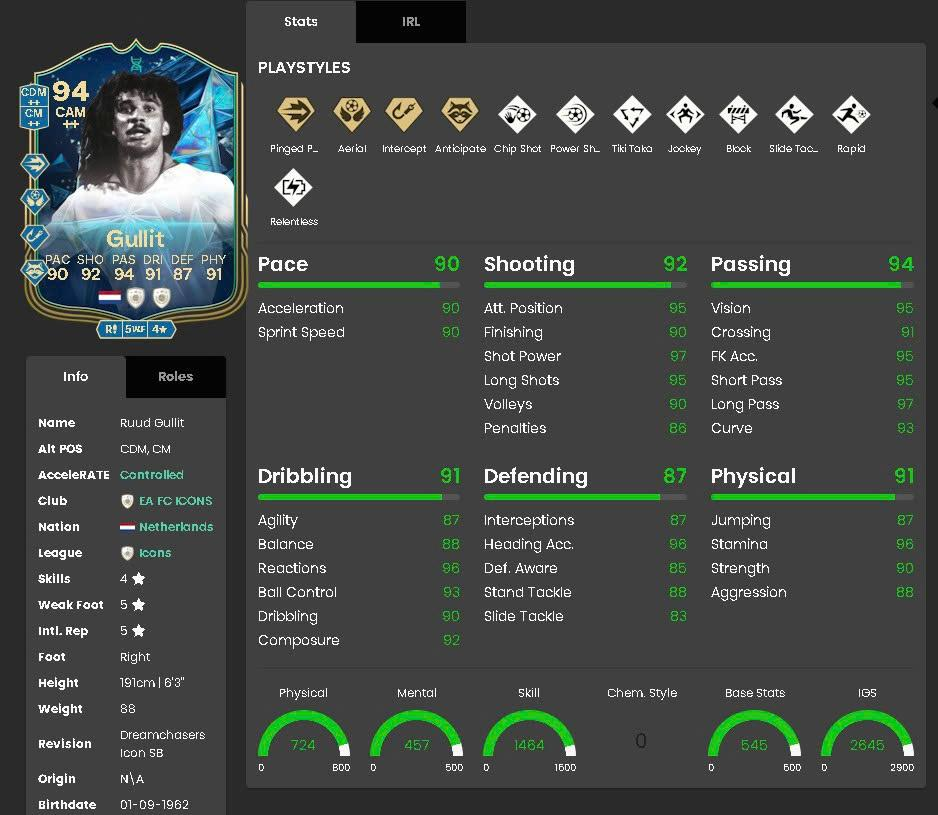 Stats
IRL
CDM
++
CM
++
94
CAM
++
Gullit
PAC SHO PAS DRI DEF PHY
90 92 94 91 87 91
R 5WF 4★
PLAYSTYLES
Pinged P... Aerial Intercept Anticipate Chip Shot Power Sh... Tiki Taka Jockey Block Slide Tac... Rapid
Relentless
Pace 90
Acceleration 90
Sprint Speed 90
Shooting 92
Att. Position 95
Finishing 90
Shot Power 97
Long Shots 95
Volleys 90
Penalties 86
Passing 94
Vision 95
Crossing 91
FK Acc. 95
Short Pass 95
Long Pass 97
Curve 93
Dribbling 91
Agility 87
Balance 88
Reactions 96
Ball Control 93
Dribbling 90
Composure 92
Defending 87
Interceptions 87
Heading Acc. 96
Def. Aware 85
Stand Tackle 88
Slide Tackle 83
Physical 91
Jumping 87
Stamina 96
Strength 90
Aggression 88
Physical Mental Skill Chem. Style Base Stats IGS
724 457 1464 0 545 2645
0 800 0 500 0 1600 0 600 0 2900
Info
Roles
Name Ruud Gullit
Alt POS CDM, CM
AcceleRATE Controlled
Club EA FC ICONS
Nation Netherlands
League Icons
Skills 4 ★
Weak Foot 5 ★
Intl. Rep 5 ★
Foot Right
Height 191cm | 6'3"
Weight 88
Revision Dreamchasers
Icon SB
Origin N\A
Birthdate 01-09-1962